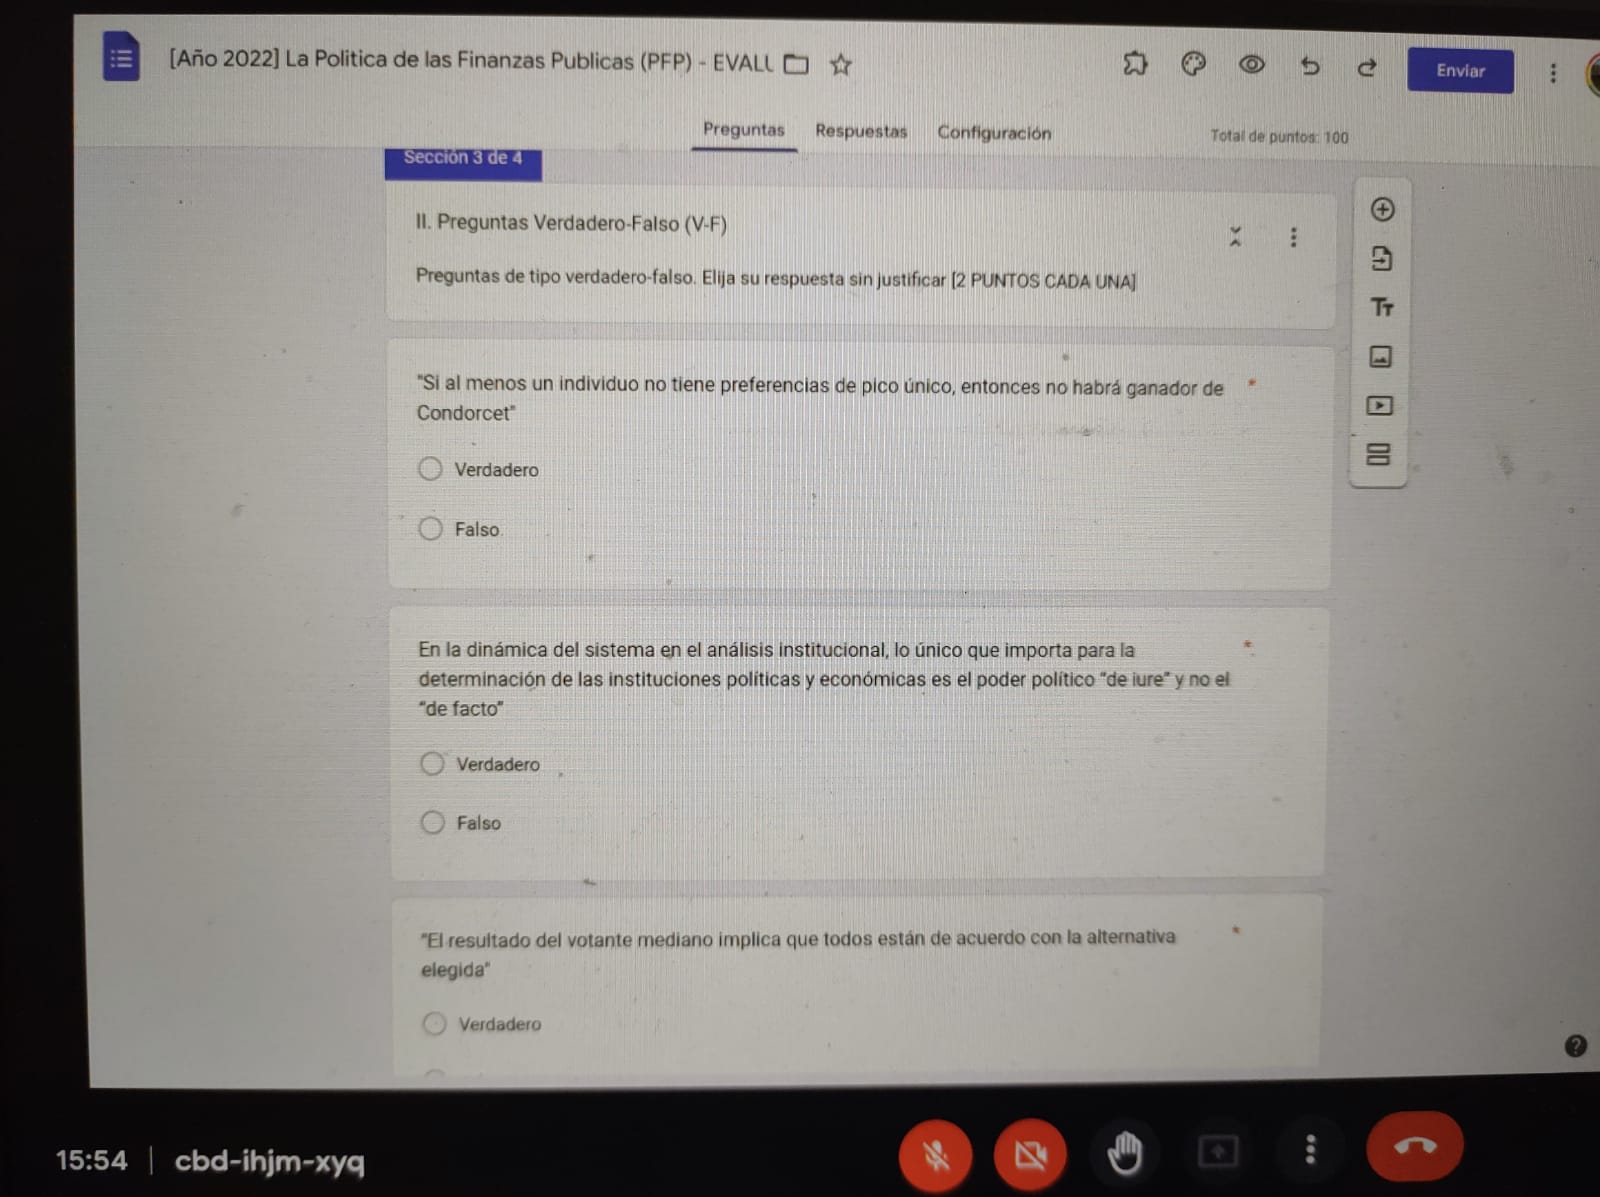 [Año 2022] La Politica de las Finanzas Publicas (PFP) - EVALU
Enviar
Preguntas Respuestas Configuración
Total de puntos: 100
Sección 3 de 4
II. Preguntas Verdadero-Falso (V-F)
Preguntas de tipo verdadero-falso. Elija su respuesta sin justificar [2 PUNTOS CADA UNA]
"Si al menos un individuo no tiene preferencias de pico único, entonces no habrá ganador de *
Condorcet"
Verdadero
Falso
En la dinámica del sistema en el análisis institucional, lo único que importa para la *
determinación de las instituciones políticas y económicas es el poder político "de iure" y no el
"de facto"
Verdadero
Falso
"El resultado del votante mediano implica que todos están de acuerdo con la alternativa *
elegida"
Verdadero
15:54 | cbd-ihjm-xyq